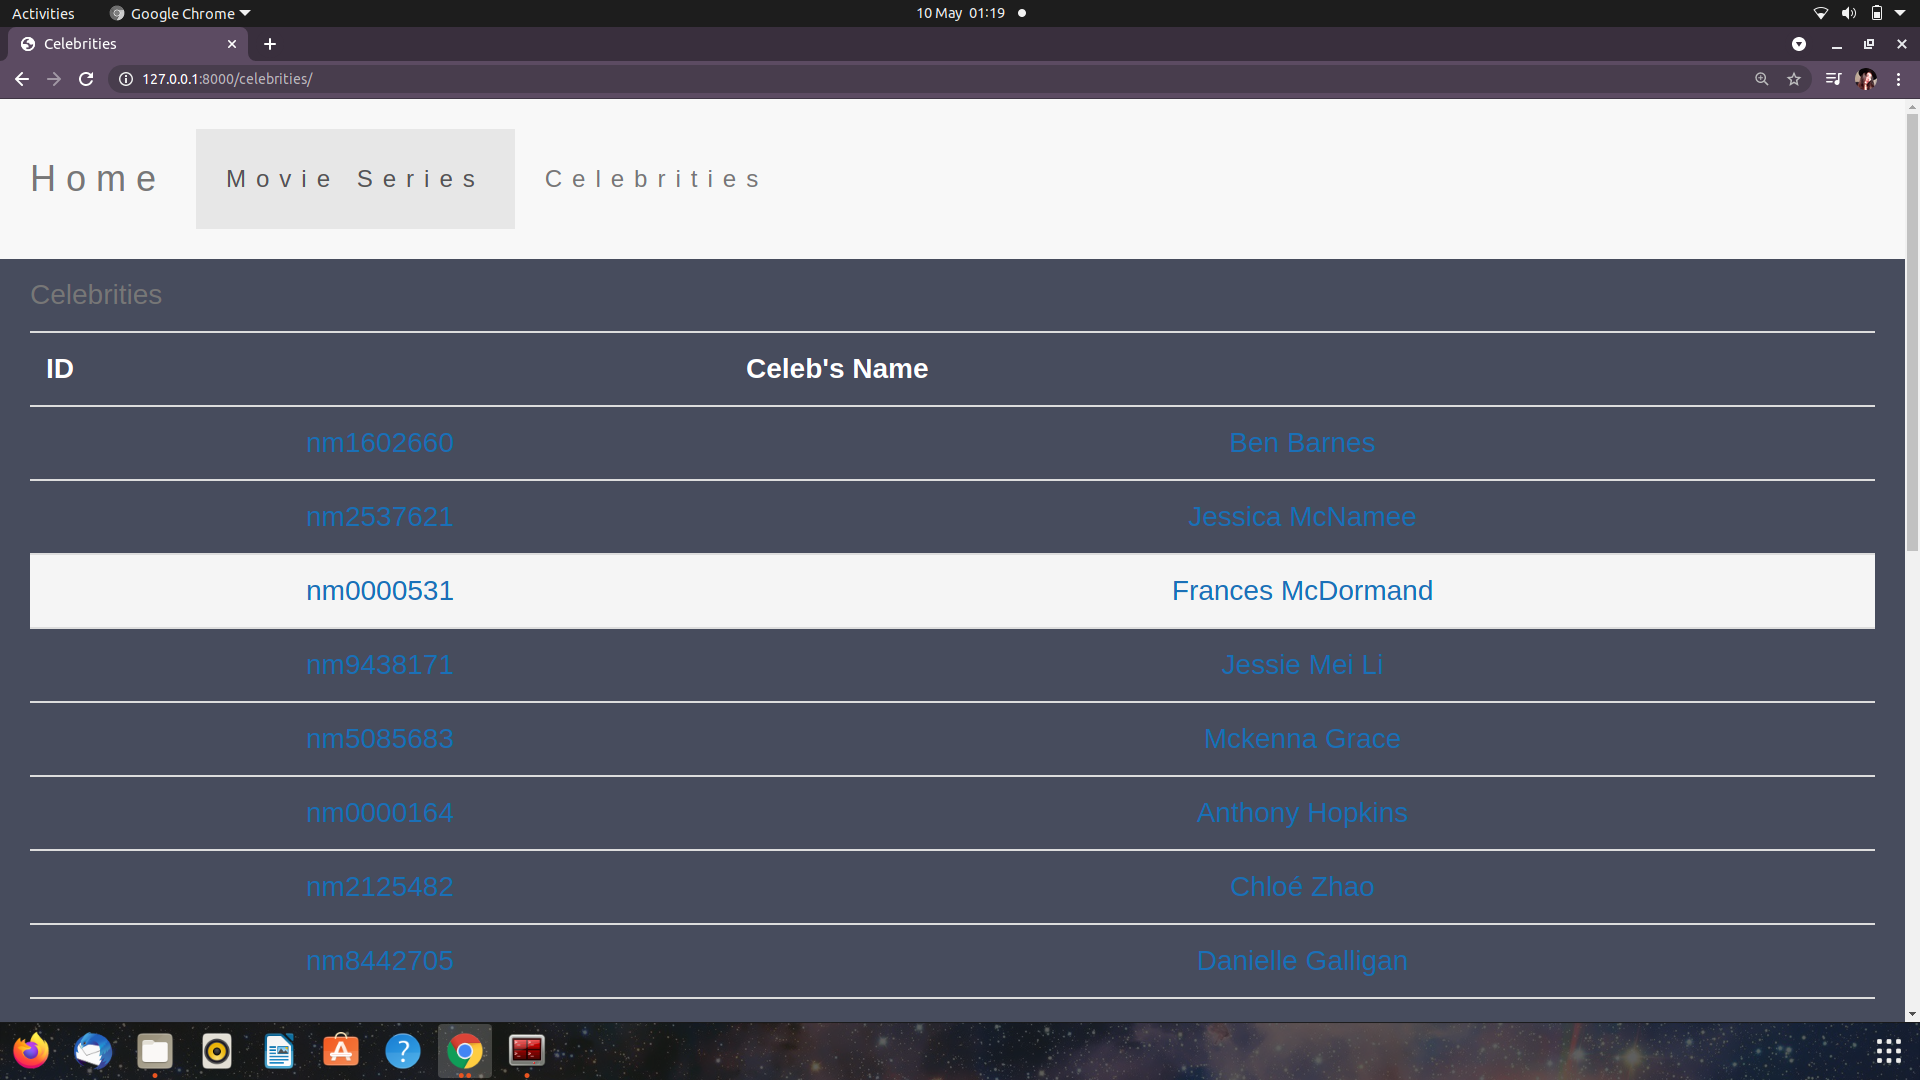 Activities Google Chrome 10 May 01:19
Celebrities
127.0.0.1:8000/celebrities/
Home Movie Series Celebrities
Celebrities
ID Celeb's Name
nm1602660 Ben Barnes
nm2537621 Jessica McNamee
nm0000531 Frances McDormand
nm9438171 Jessie Mei Li
nm5085683 Mckenna Grace
nm0000164 Anthony Hopkins
nm2125482 Chloé Zhao
nm8442705 Danielle Galligan